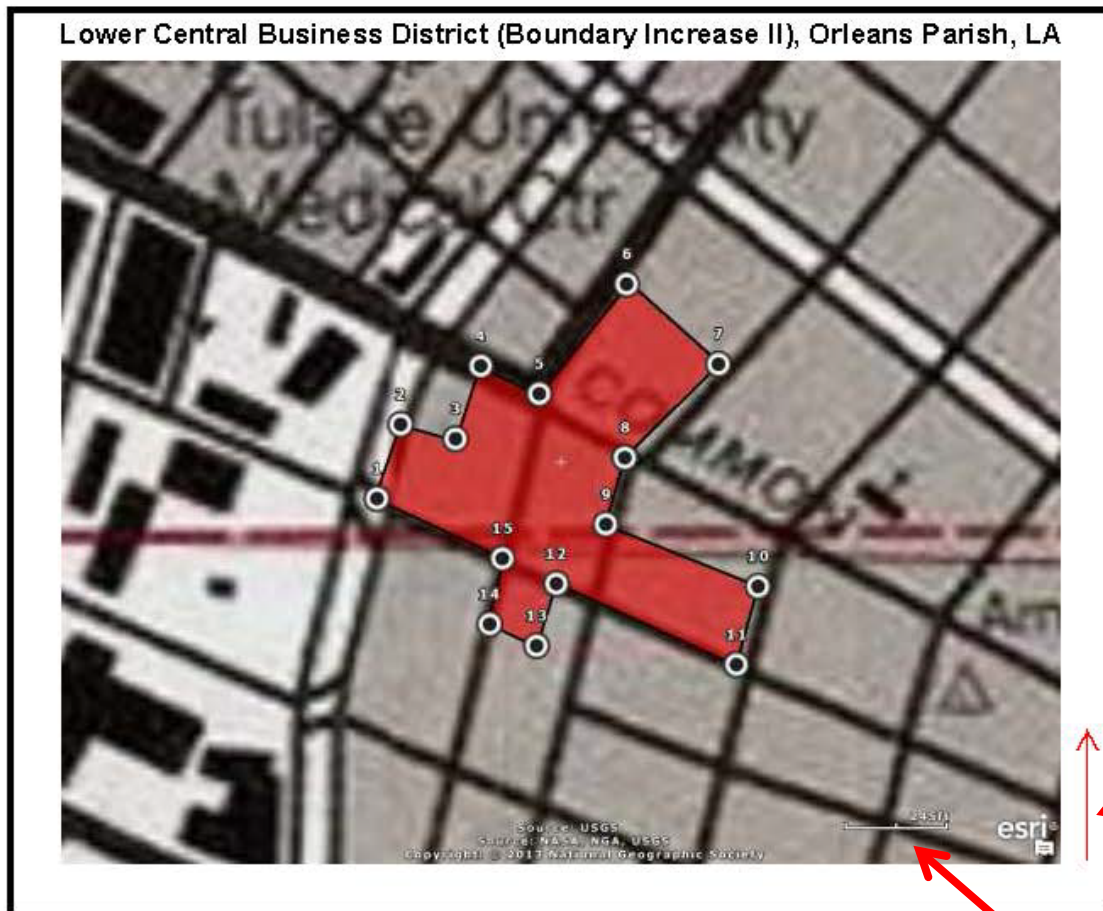 Lower Central Business District (Boundary Increase II), Orleans Parish, LA
Tulane University
Medical Ctr
6
7
4
5
COMMON
2
3
8
1
9
15
12
10
14
13
11
245ft
Source: USGS
Source: NASA, NGA, USGS
Copyright: © 2013 National Geographic Society
esri